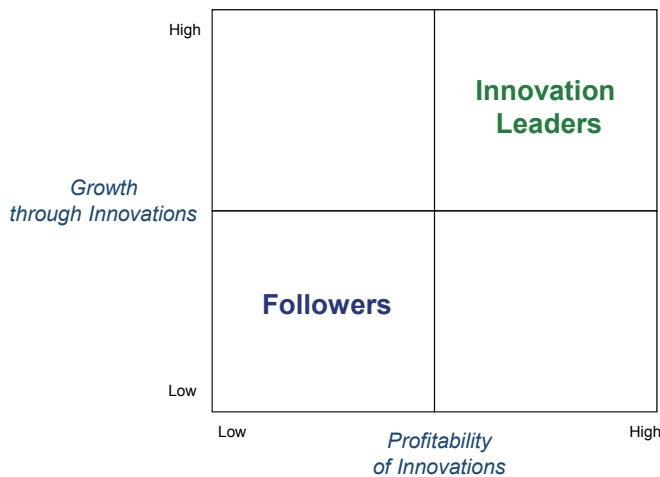 High
Innovation
Leaders
Growth
through Innovations
Followers
Low
Low
High
Profitability
of Innovations